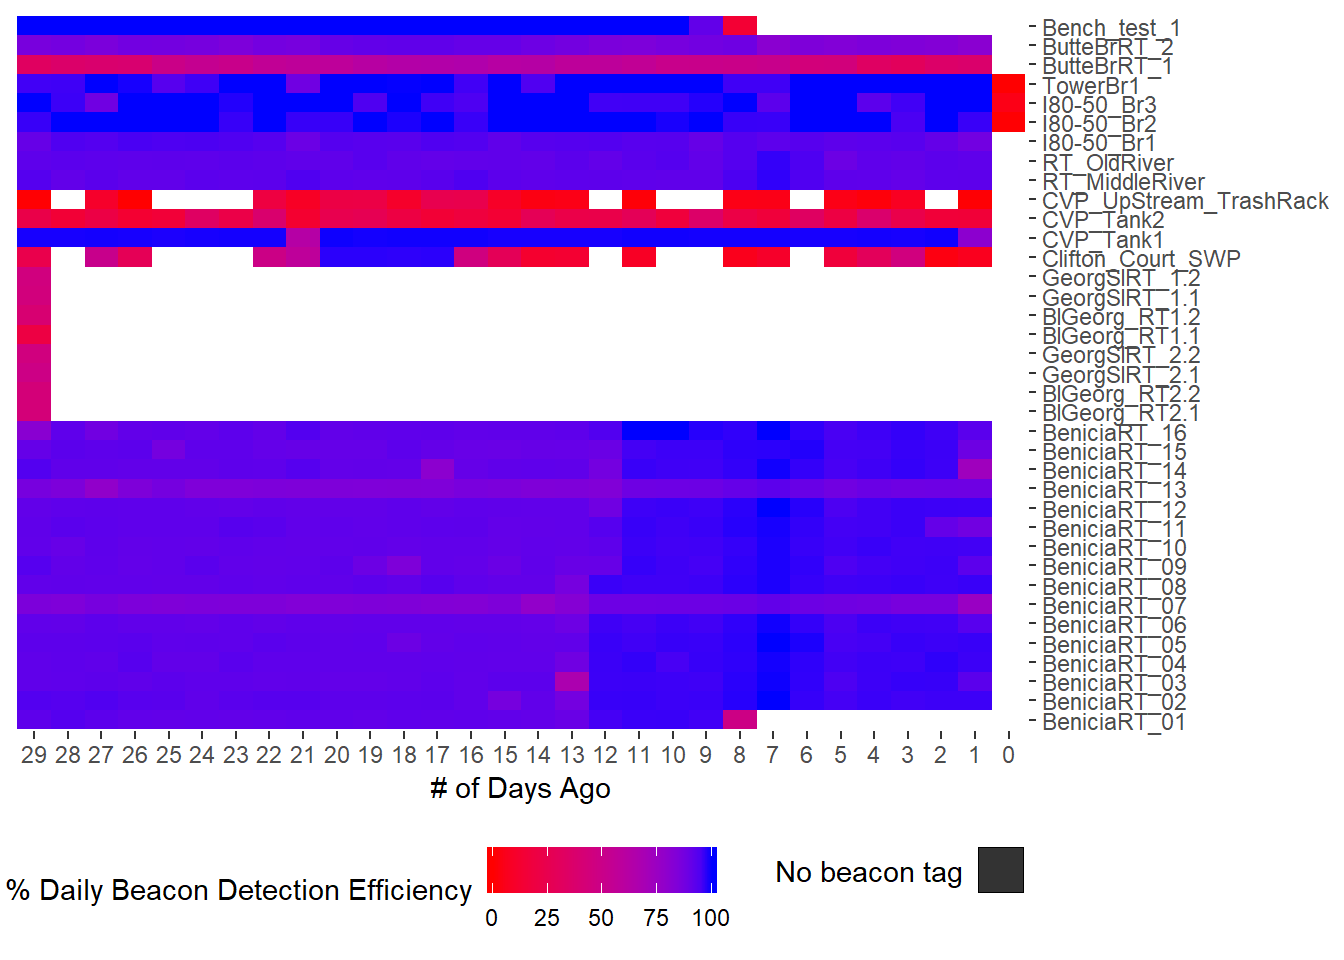 Bench_test_1
ButteBrRT_2
ButteBrRT_1
TowerBr1
I80-50_Br3
I80-50_Br2
I80-50_Br1
RT_OldRiver
RT_MiddleRiver
CVP_UpStream_TrashRack
CVP_Tank2
CVP_Tank1
Clifton_Court_SWP
GeorgSlRT_1.2
GeorgSlRT_1.1
BlGeorg_RT1.2
BlGeorg_RT1.1
GeorgSlRT_2.2
GeorgSlRT_2.1
BlGeorg_RT2.2
BlGeorg_RT2.1
BeniciaRT_16
BeniciaRT_15
BeniciaRT_14
BeniciaRT_13
BeniciaRT_12
BeniciaRT_11
BeniciaRT_10
BeniciaRT_09
BeniciaRT_08
BeniciaRT_07
BeniciaRT_06
BeniciaRT_05
BeniciaRT_04
BeniciaRT_03
BeniciaRT_02
BeniciaRT_01
29 28 27 26 25 24 23 22 21 20 19 18 17 16 15 14 13 12 11 10 9 8 7 6 5 4 3 2 1 0
# of Days Ago
% Daily Beacon Detection Efficiency
0 25 50 75 100
No beacon tag